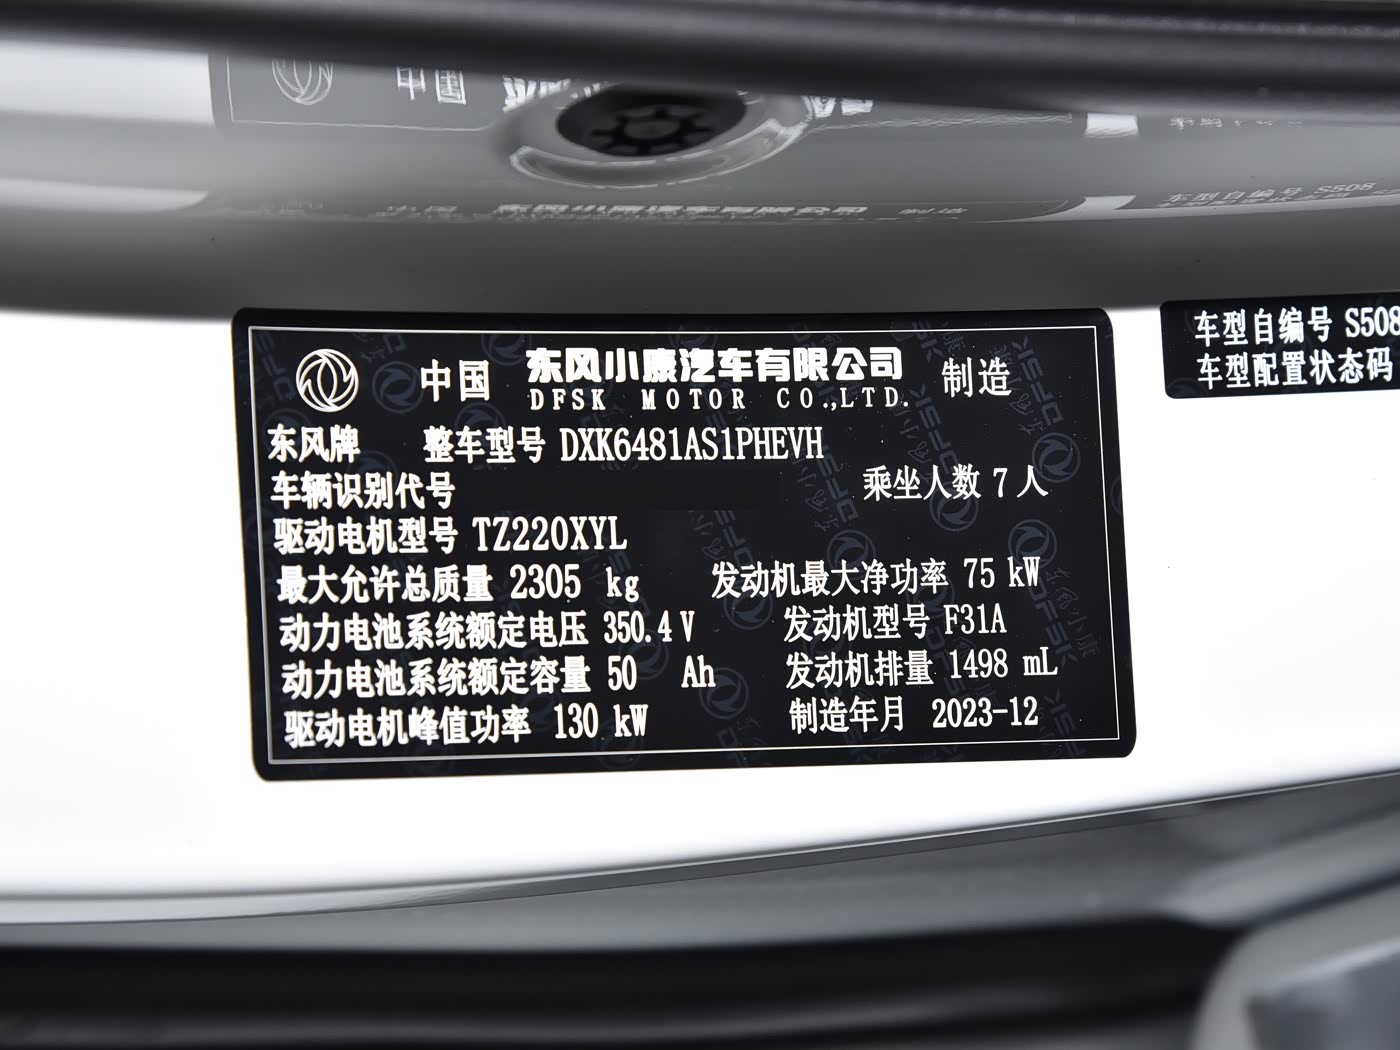 中国 东风小康汽车有限公司 制造
DFSK MOTOR CO.,LTD.
东风牌 整车型号 DXK6481AS1PHEVH
车辆识别代号 乘坐人数 7 人
驱动电机型号 TZ220XYL
最大允许总质量 2305 kg 发动机最大净功率 75 kW
动力电池系统额定电压 350.4 V 发动机型号 F31A
动力电池系统额定容量 50 Ah 发动机排量 1498 mL
驱动电机峰值功率 130 kW 制造年月 2023-12
车型自编号 S508
车型配置状态码